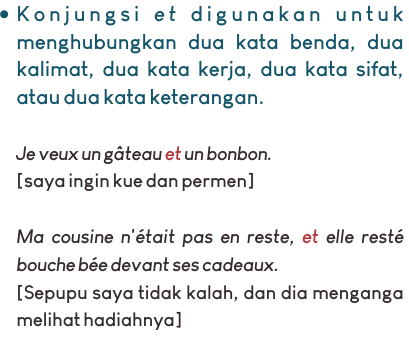 • Konjungsi et digunakan untuk
menghubungkan dua kata benda, dua
kalimat, dua kata kerja, dua kata sifat,
atau dua kata keterangan.
Je veux un gâteau et un bonbon.
[saya ingin kue dan permen]
Ma cousine n'était pas en reste, et elle resté
bouche bée devant ses cadeaux.
[Sepupu saya tidak kalah, dan dia menganga
melihat hadiahnya]